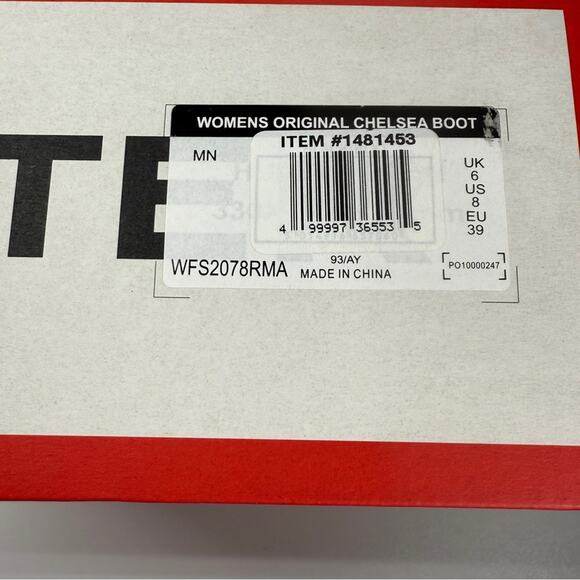 TE
WOMENS ORIGINAL CHELSEA BOOT
ITEM #1481453
MN
UK
6
US
8
EU
39
4 99997 36553 5
WFS2078RMA
93/AY
MADE IN CHINA
PO10000247